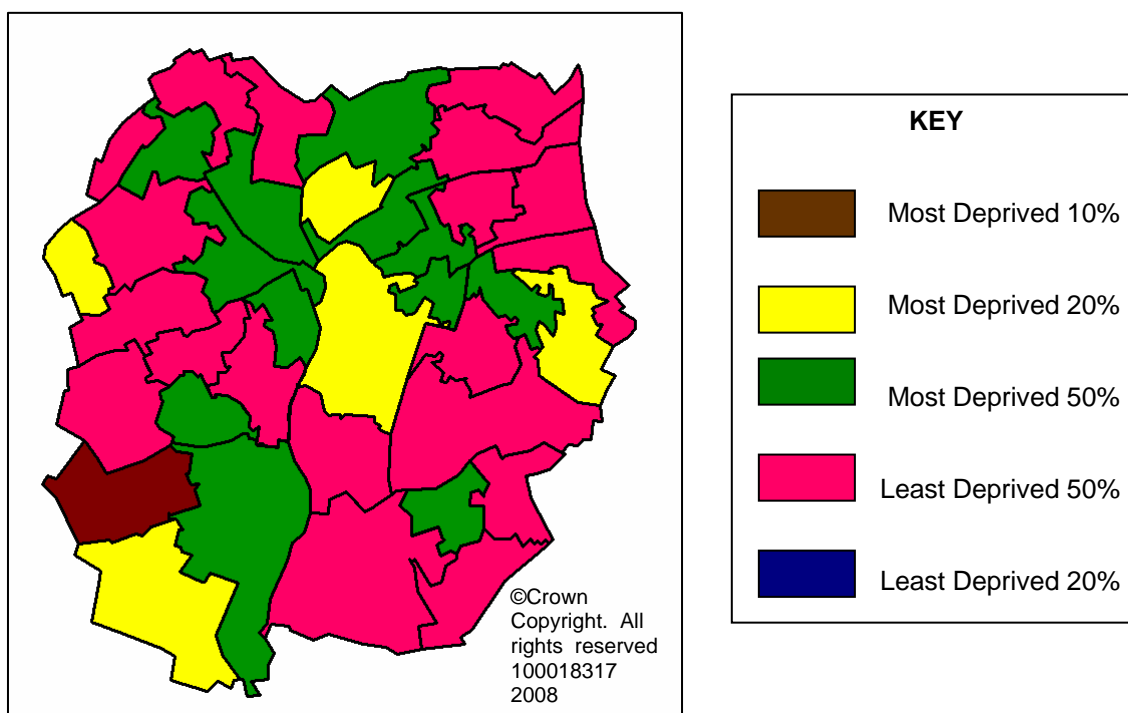 ©Crown
Copyright. All
rights reserved
100018317
2008
KEY
Most Deprived 10%
Most Deprived 20%
Most Deprived 50%
Least Deprived 50%
Least Deprived 20%